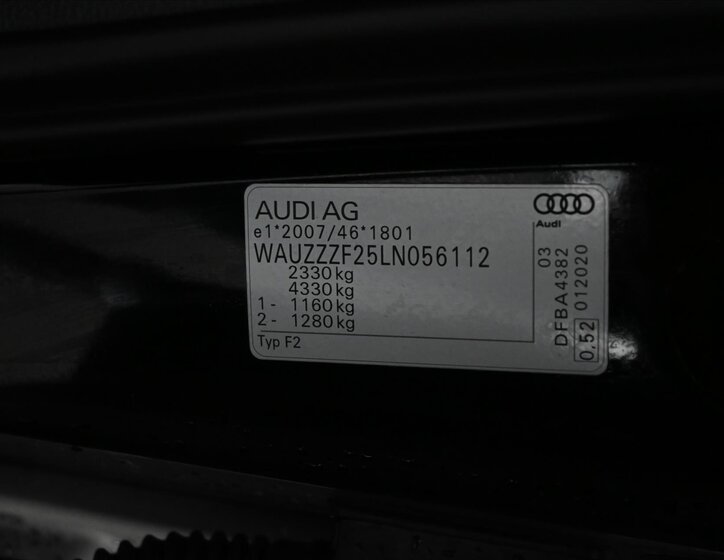 AUDI AG
e1*2007/46*1801
WAUZZZF25LN056112
2330 kg
4330 kg
1- 1160 kg
2- 1280 kg
Typ F2
Audi
DFBA4382 03
0,52 012020